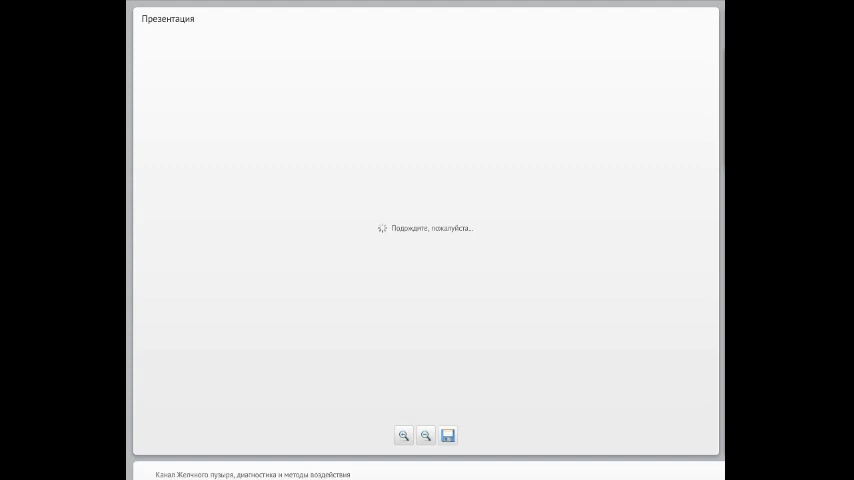 Презентация
Подождите, пожалуйста...
Канал Желчного пузыря, диагностика и методы воздействия